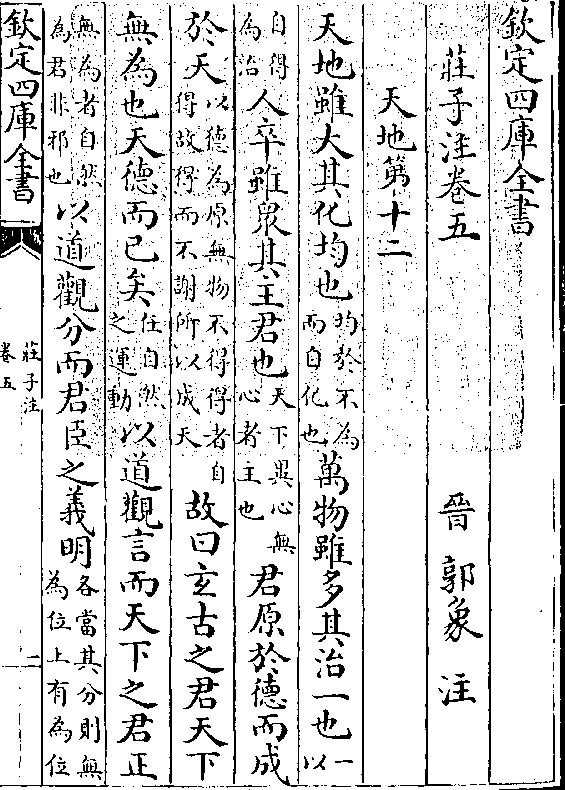 欽定四庫全書
莊子注卷五
晉 郭象 注
天地第十二
天地雖大其化均也均於不為而自化也萬物雖多其治一也一以
自得為治人卒雖衆其主君也天下異心無心者主也君原於德而成
於天以德為原無物不得得者自得故得而不謝所以成天故曰玄古之君天下
無為也天德而已矣任自然之運動以道觀言而天下之君正
無為者自然為君非邪也以道觀分而君臣之義明各當其分則無為位上有為位
欽定四庫全書
莊子注
卷五
二